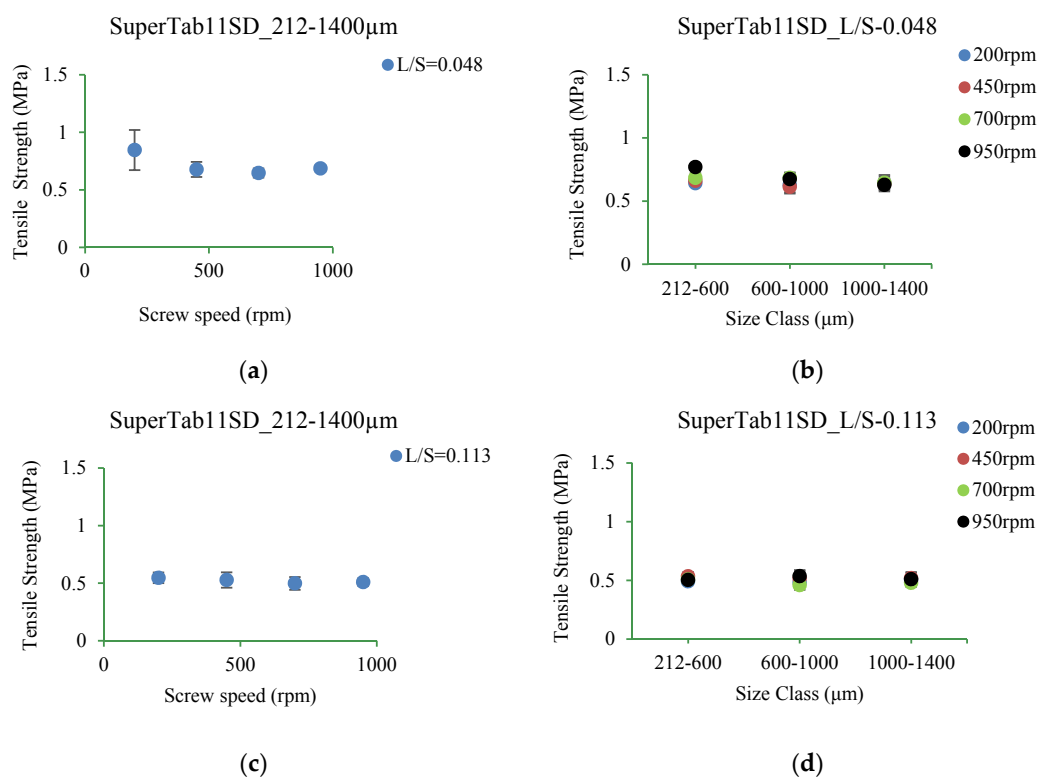 SuperTab11SD_212-1400µm
L/S=0.048
1.5
1
0.5
0
0
500
1000
Tensile Strength (MPa)
Screw speed (rpm)
(a)
SuperTab11SD_L/S-0.048
200rpm
450rpm
700rpm
950rpm
1.5
1
0.5
0
212-600
600-1000
1000-1400
Tensile Strength (MPa)
Size Class (µm)
(b)
SuperTab11SD_212-1400µm
L/S=0.113
1.5
1
0.5
0
0
500
1000
Tensile Strength (MPa)
Screw speed (rpm)
(c)
SuperTab11SD_L/S-0.113
200rpm
450rpm
700rpm
950rpm
1.5
1
0.5
0
212-600
600-1000
1000-1400
Tensile Strength (MPa)
Size Class (µm)
(d)